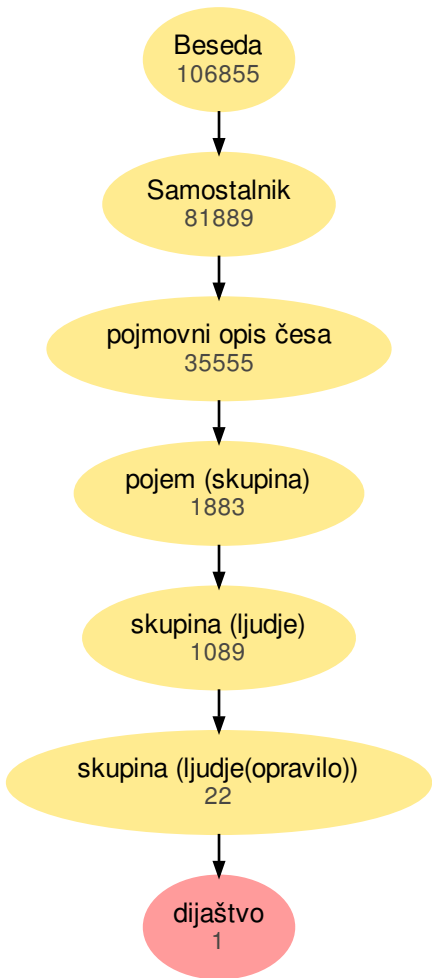 Beseda
106855
Samostalnik
81889
pojmovni opis česa
35555
pojem (skupina)
1883
skupina (ljudje)
1089
skupina (ljudje(opravilo))
22
dijaštvo
1